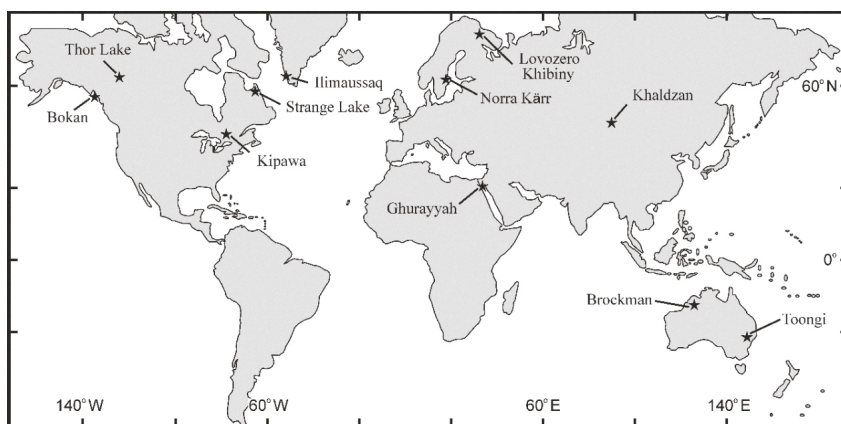 Thor Lake
Bokan
Ilimaussaq
Strange Lake
Kipawa
Lovozero
Khibiny
Norra Kärr
Khaldzan
60°N
Ghurayyah
0°
Brockman
Toongi
140°W
60°W
60°E
140°E